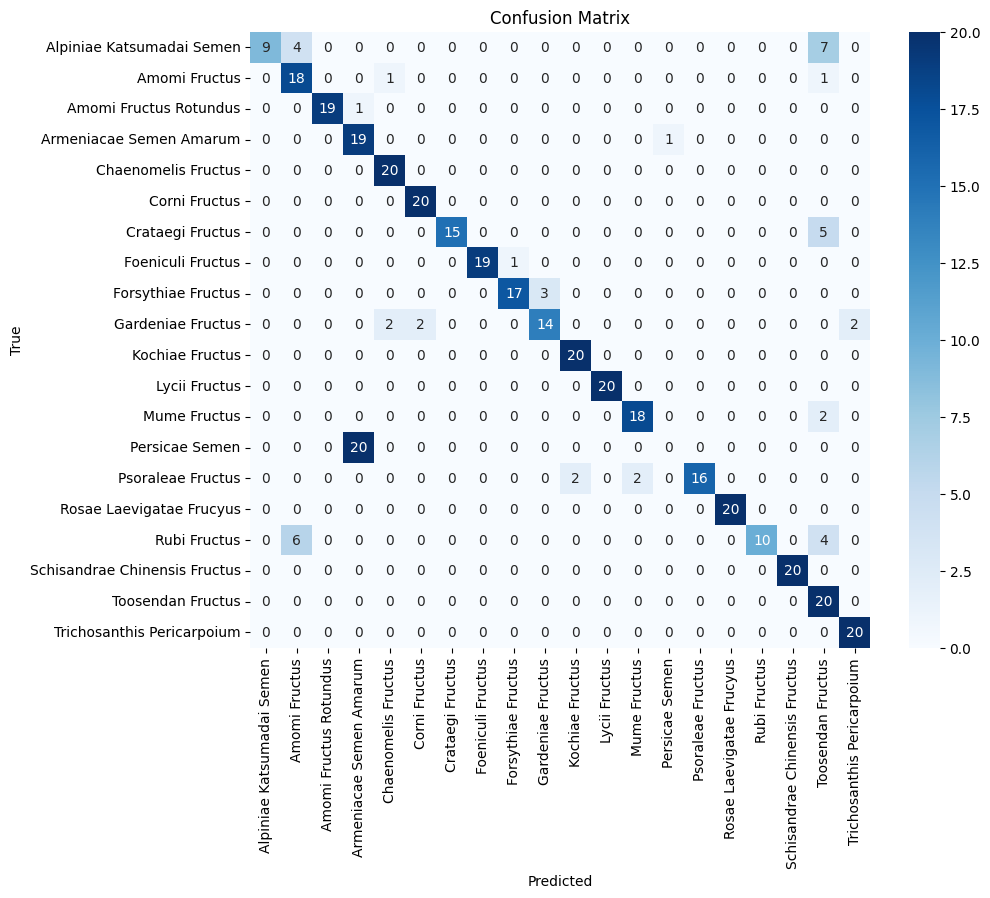 Confusion Matrix
True
Alpiniae Katsumadai Semen 9 4 0 0 0 0 0 0 0 0 0 0 0 0 0 0 0 0 7 0
Amomi Fructus 0 18 0 0 1 0 0 0 0 0 0 0 0 0 0 0 0 0 1 0
Amomi Fructus Rotundus 0 0 19 1 0 0 0 0 0 0 0 0 0 0 0 0 0 0 0 0
Armeniacae Semen Amarum 0 0 0 19 0 0 0 0 0 0 0 0 0 1 0 0 0 0 0 0
Chaenomelis Fructus 0 0 0 0 20 0 0 0 0 0 0 0 0 0 0 0 0 0 0 0
Corni Fructus 0 0 0 0 0 20 0 0 0 0 0 0 0 0 0 0 0 0 0 0
Crataegi Fructus 0 0 0 0 0 0 15 0 0 0 0 0 0 0 0 0 0 0 5 0
Foeniculi Fructus 0 0 0 0 0 0 0 19 1 0 0 0 0 0 0 0 0 0 0 0
Forsythiae Fructus 0 0 0 0 0 0 0 0 17 3 0 0 0 0 0 0 0 0 0 0
Gardeniae Fructus 0 0 0 0 2 2 0 0 0 14 0 0 0 0 0 0 0 0 0 2
Kochiae Fructus 0 0 0 0 0 0 0 0 0 0 20 0 0 0 0 0 0 0 0 0
Lycii Fructus 0 0 0 0 0 0 0 0 0 0 0 20 0 0 0 0 0 0 0 0
Mume Fructus 0 0 0 0 0 0 0 0 0 0 0 0 18 0 0 0 0 0 2 0
Persicae Semen 0 0 0 20 0 0 0 0 0 0 0 0 0 0 0 0 0 0 0 0
Psoraleae Fructus 0 0 0 0 0 0 0 0 0 0 2 0 2 0 16 0 0 0 0 0
Rosae Laevigatae Frucyus 0 0 0 0 0 0 0 0 0 0 0 0 0 0 0 20 0 0 0 0
Rubi Fructus 0 6 0 0 0 0 0 0 0 0 0 0 0 0 0 0 10 0 4 0
Schisandrae Chinensis Fructus 0 0 0 0 0 0 0 0 0 0 0 0 0 0 0 0 0 20 0 0
Toosendan Fructus 0 0 0 0 0 0 0 0 0 0 0 0 0 0 0 0 0 0 20 0
Trichosanthis Pericarpoium 0 0 0 0 0 0 0 0 0 0 0 0 0 0 0 0 0 0 0 20
Alpiniae Katsumadai Semen
Amomi Fructus
Amomi Fructus Rotundus
Armeniacae Semen Amarum
Chaenomelis Fructus
Corni Fructus
Crataegi Fructus
Foeniculi Fructus
Forsythiae Fructus
Gardeniae Fructus
Kochiae Fructus
Lycii Fructus
Mume Fructus
Persicae Semen
Psoraleae Fructus
Rosae Laevigatae Frucyus
Rubi Fructus
Schisandrae Chinensis Fructus
Toosendan Fructus
Trichosanthis Pericarpoium
Predicted
20.0
17.5
15.0
12.5
10.0
7.5
5.0
2.5
0.0